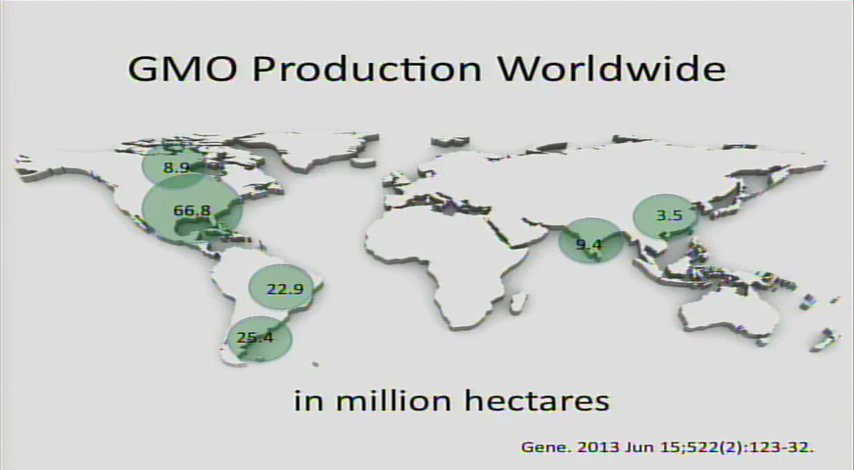 GMO Production Worldwide
8.9
66.8
3.5
9.4
22.9
25.4
in million hectares
Gene. 2013 Jun 15;522(2):123-32.